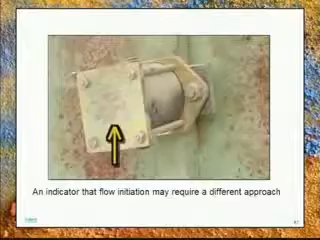 An indicator that flow initiation may require a different approach